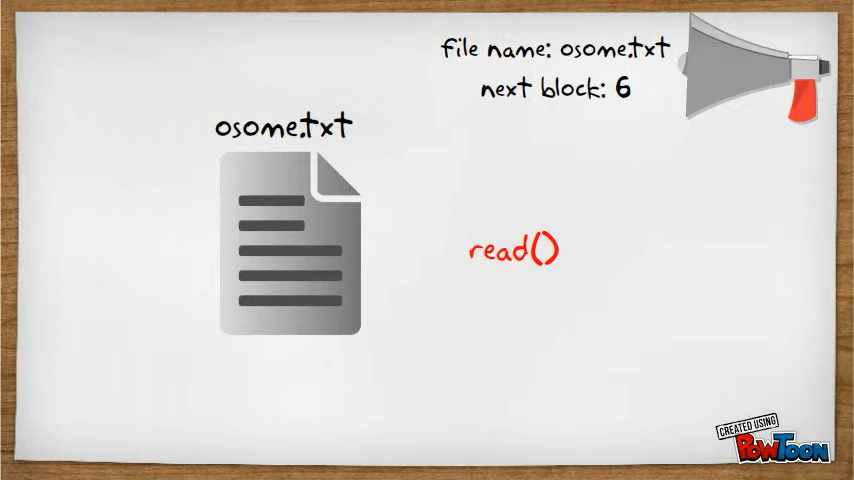 file name: osome.txt
next block: 6
osome.txt
read()
CREATED USING
POWTOON